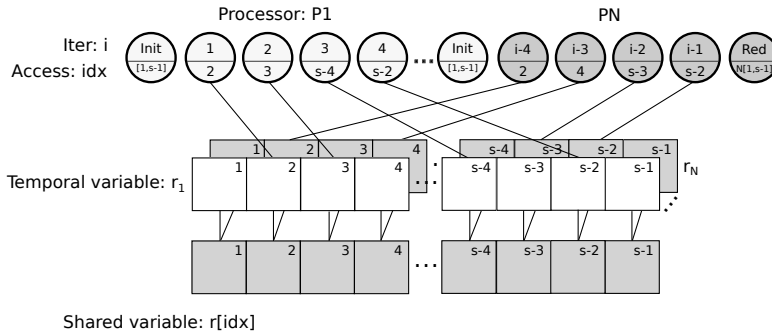 Processor: P1 PN
Iter: i Init 1 2 3 4 ... Init i-4 i-3 i-2 i-1 Red
Access: idx [1,s-1] 2 3 s-4 s-2 [1,s-1] 2 4 s-3 s-2 N[1,s-1]
1 2 3 4 : s-4 s-3 s-2 s-1
Temporal variable: r1 1 2 3 4 ... s-4 s-3 s-2 s-1 rN
1 2 3 4 ... s-4 s-3 s-2 s-1
Shared variable: r[idx]